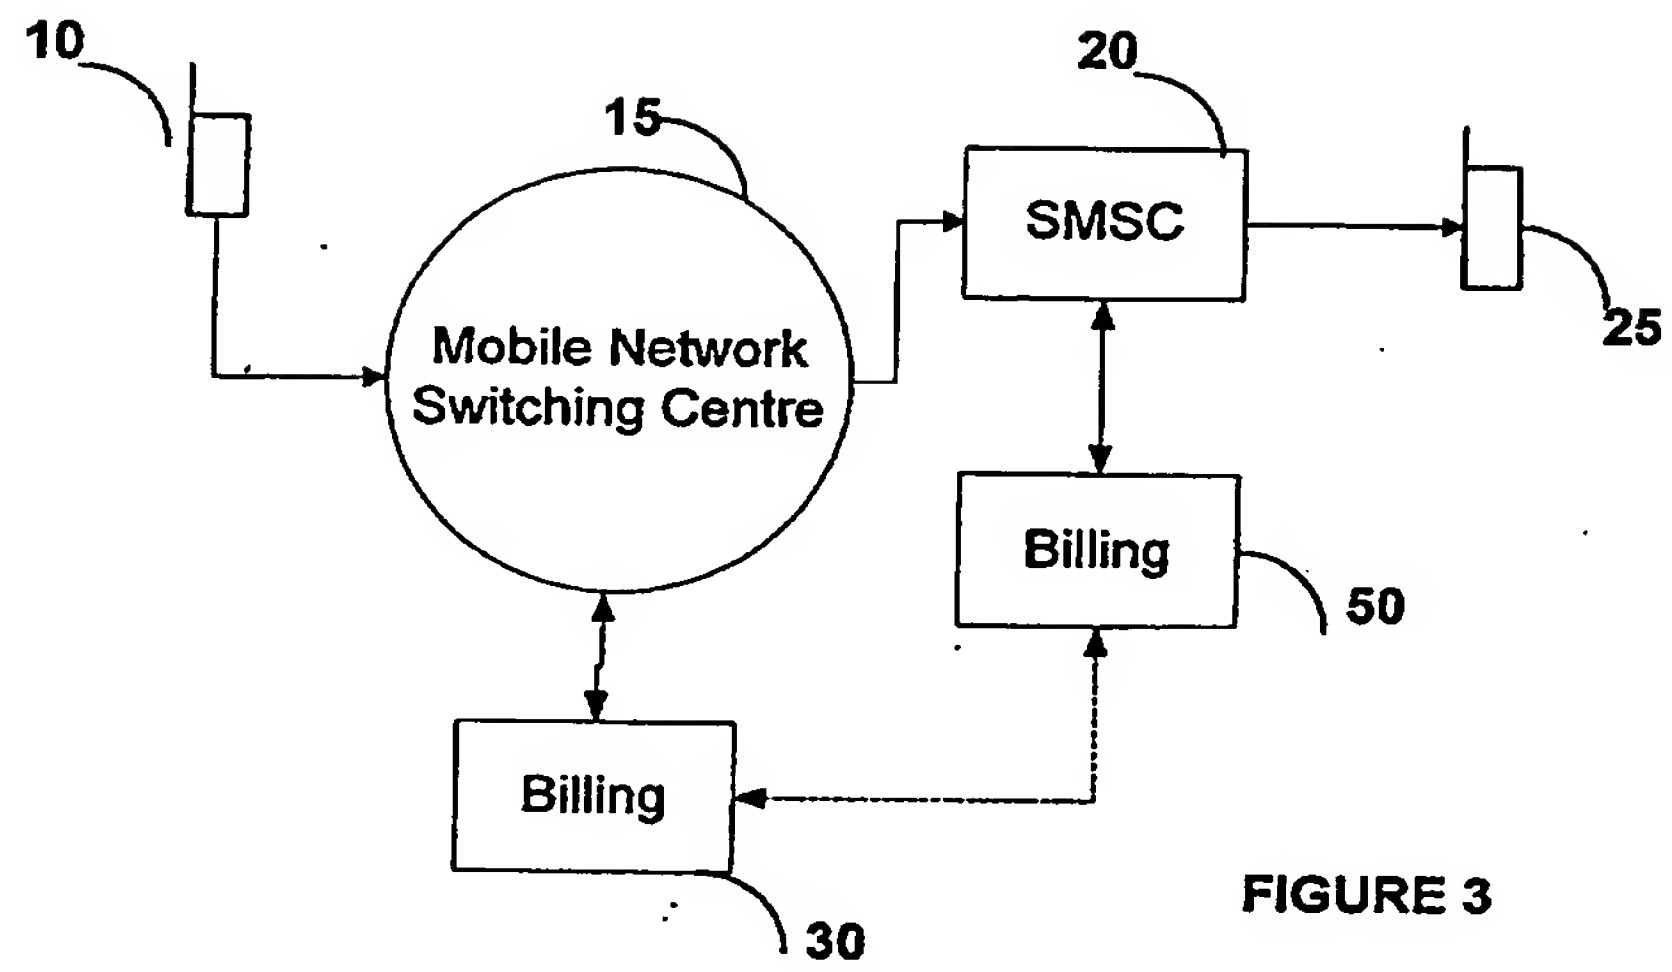 10
20
15
SMSC
25
Mobile Network
Switching Centre
Billing
50
Billing
FIGURE 3
30